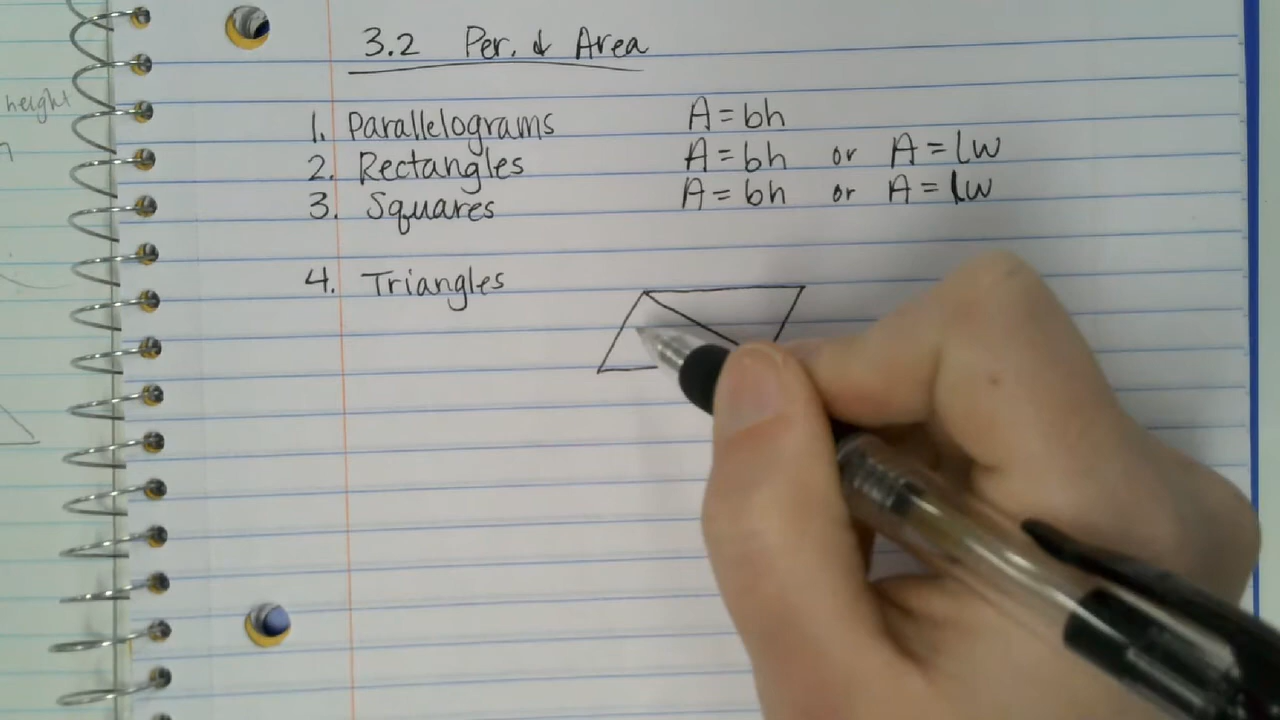 height
3.2 Per. & Area
1. Parallelograms A = bh
2. Rectangles A = bh or A = lw
3. Squares A = bh or A = lw
4. Triangles